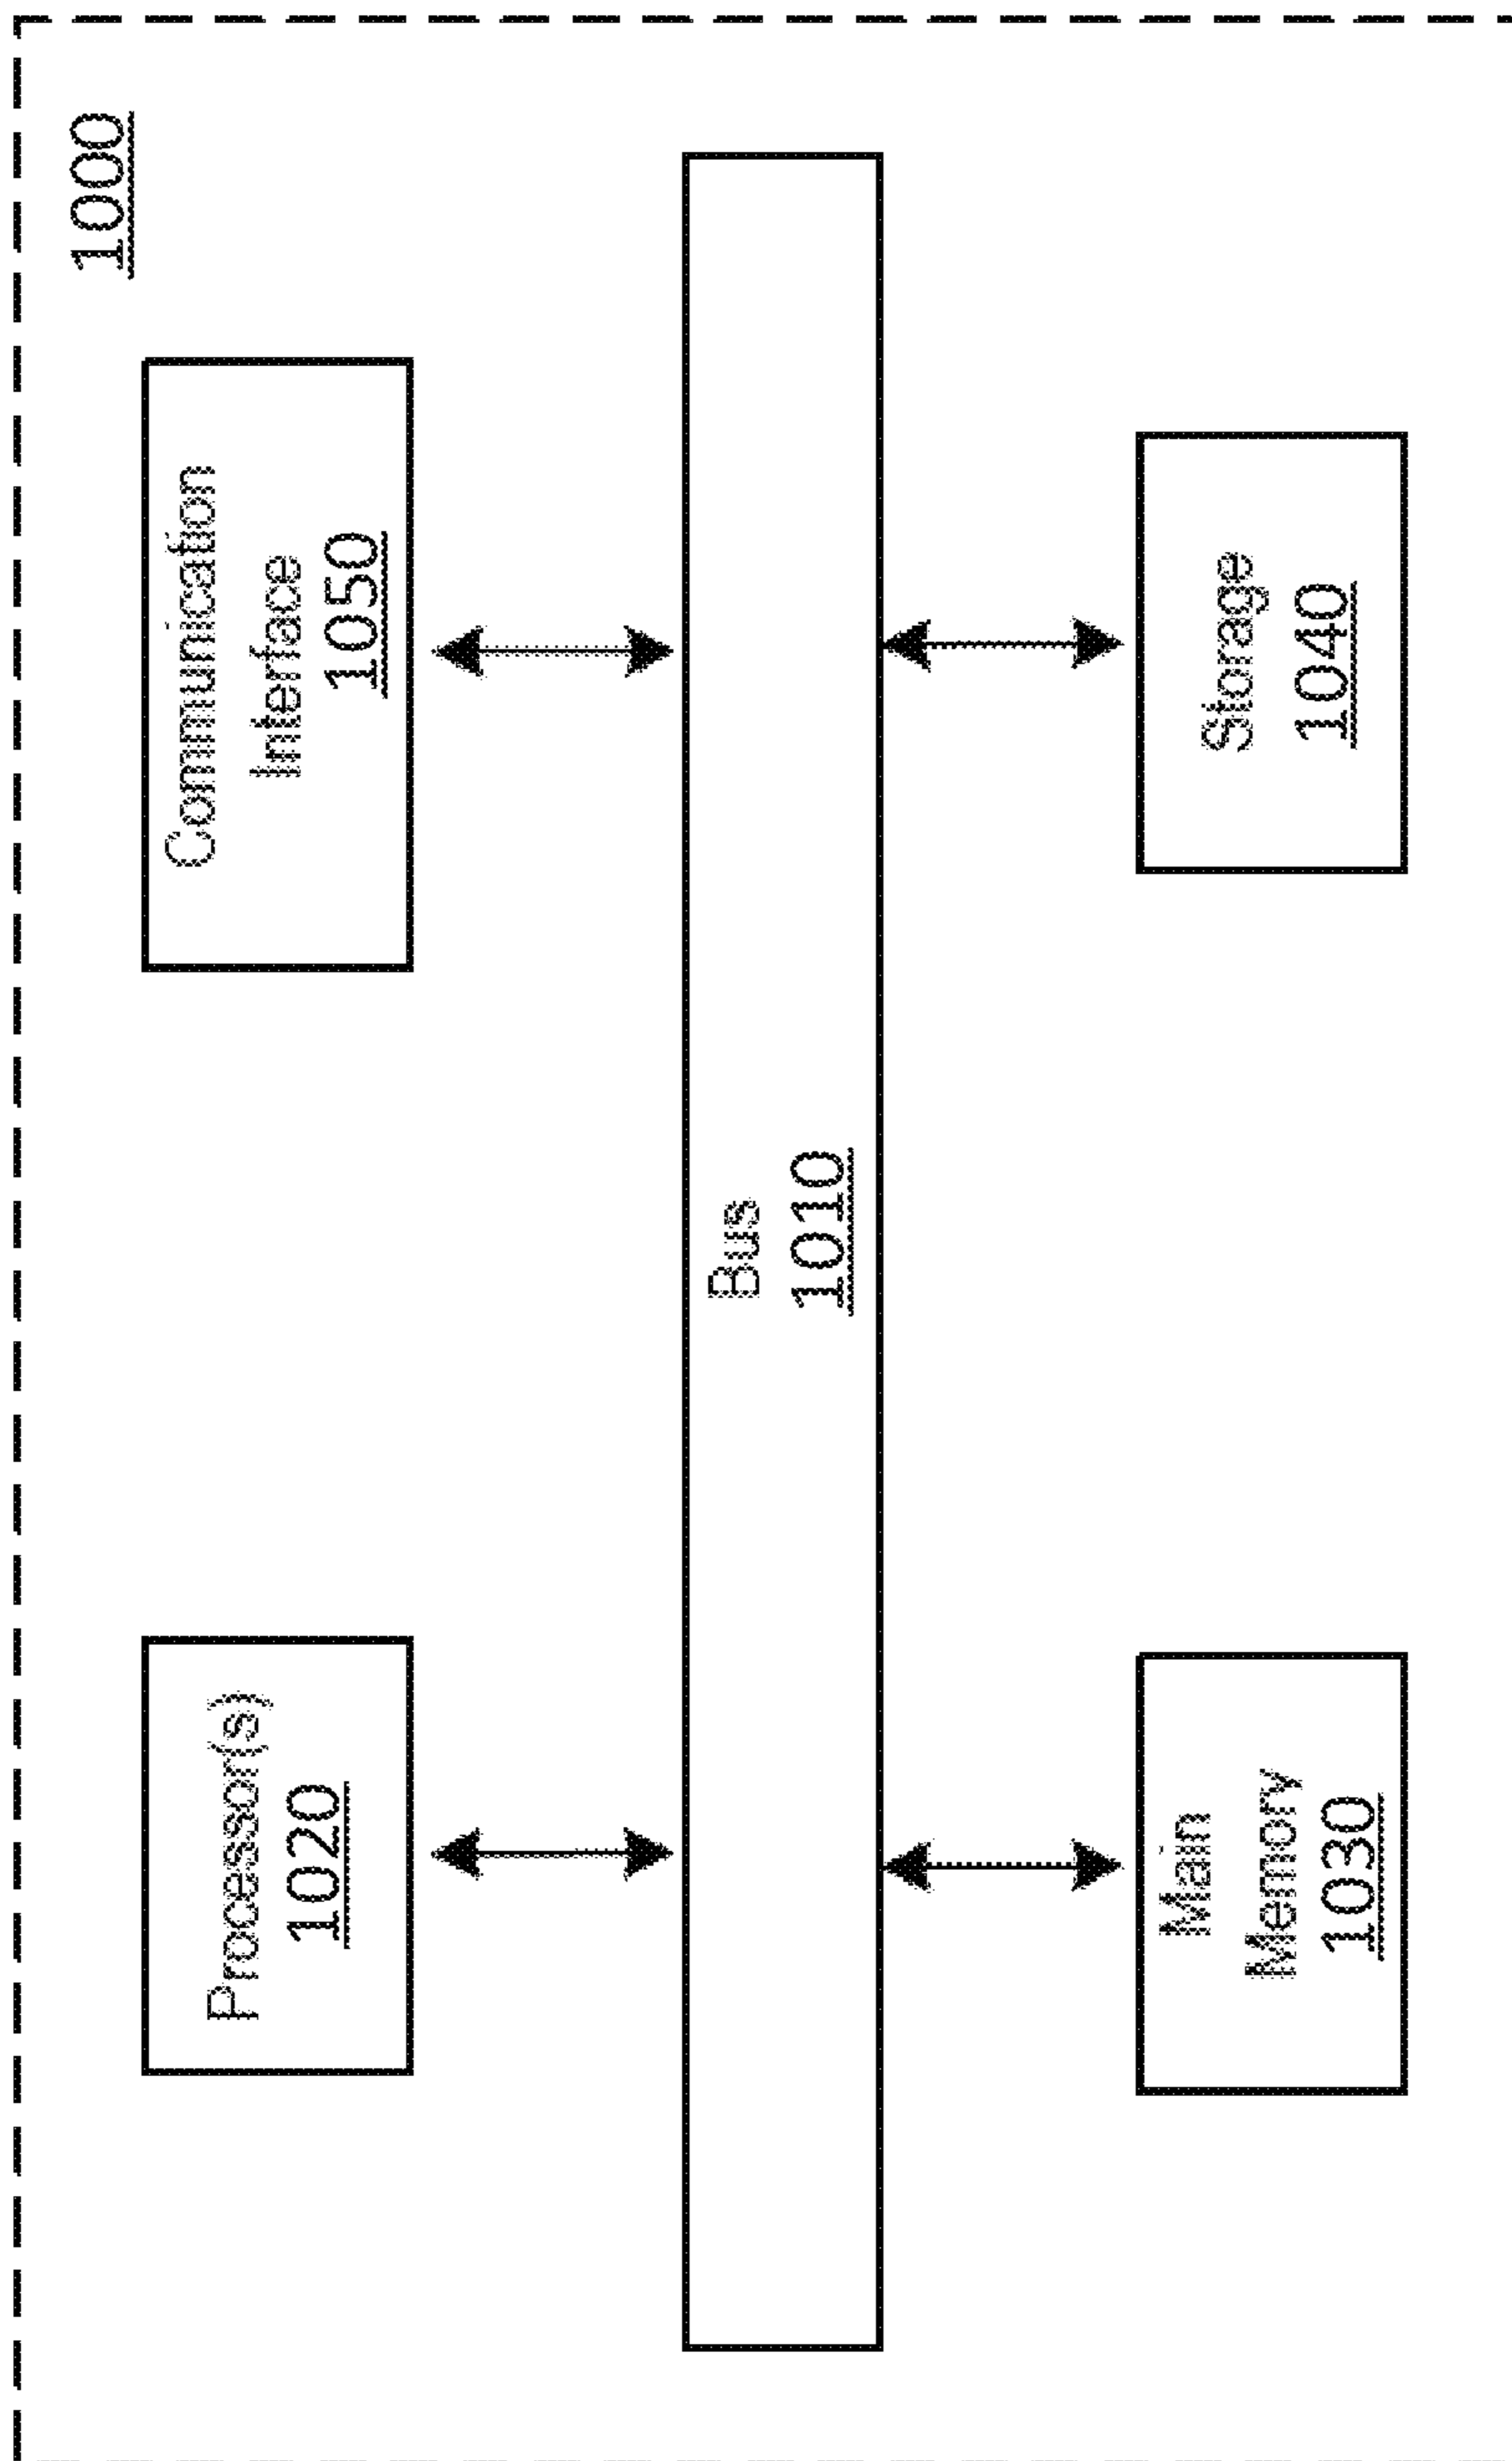 1000
Processor(s)
1020
Communication
Interface
1050
Bus
1010
Main
Memory
1030
Storage
1040